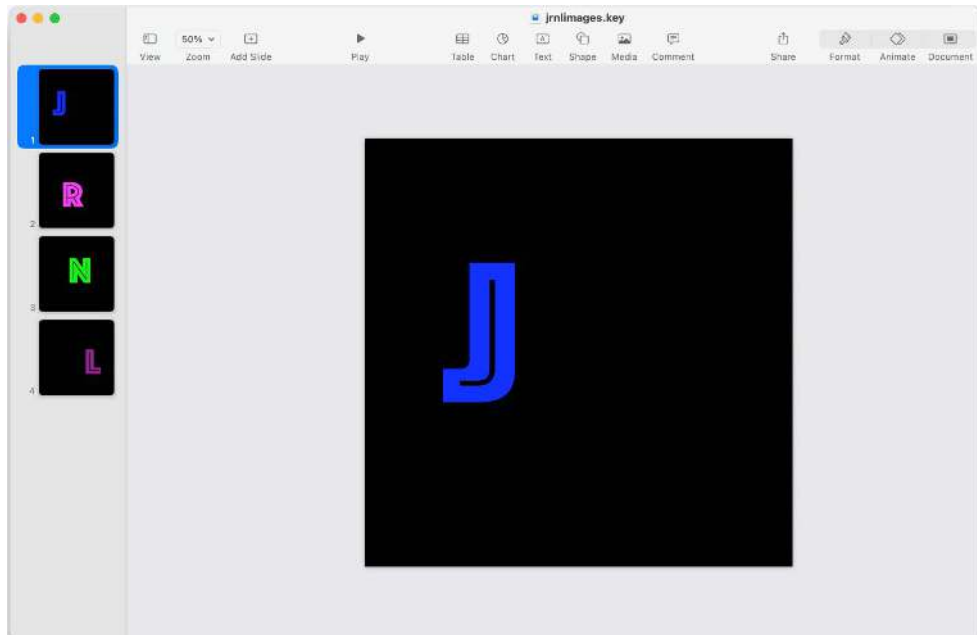 jrnlimages.key
50%
View Zoom Add Slide Play Table Chart Text Shape Media Comment Share Format Animate Document
J
1
R
2
N
3
L
4
J